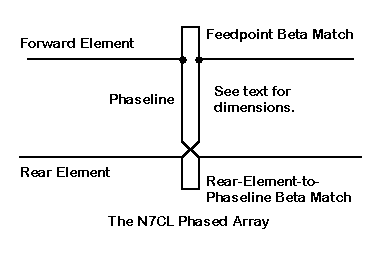 Forward Element
Feedpoint Beta Match
Phaseline
See text for
dimensions.
Rear Element
Rear-Element-to-
Phaseline Beta Match
The N7CL Phased Array